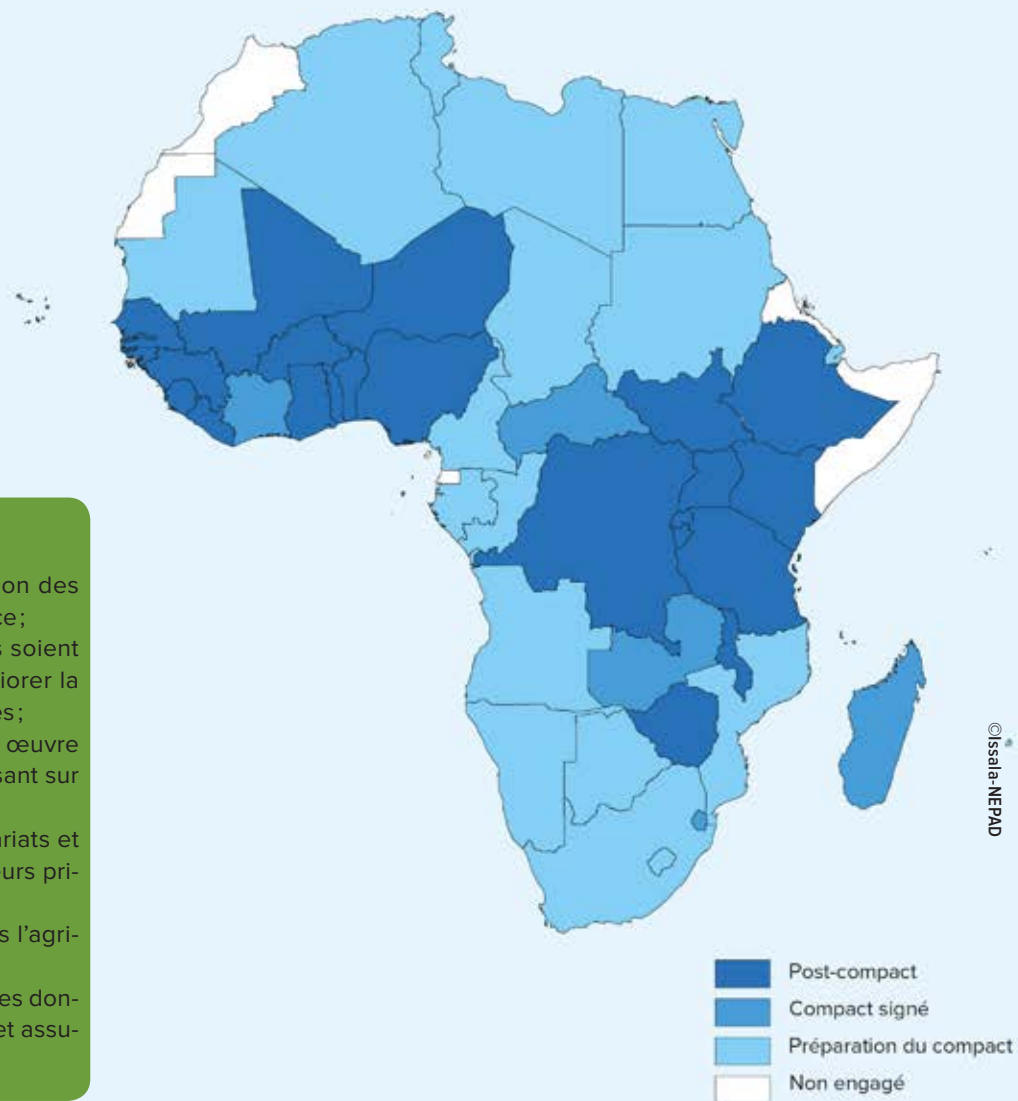 on des
ce;
s soient
iorer la
es;
œuvre
sant sur
riats et
urs pri-
s l'agri-
es don-
et assu-
©Issala-NEPAD
Post-compact
Compact signé
Préparation du compact
Non engagé